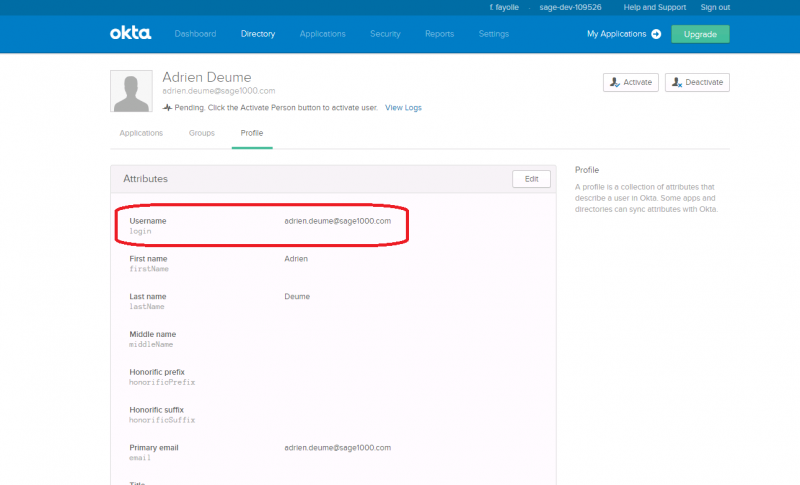 f. fayolle - sage-dev-109526 Help and Support Sign out
okta Dashboard Directory Applications Security Reports Settings My Applications Upgrade
Adrien Deume
adrien.deume@sage1000.com
Activate Deactivate
Pending. Click the Activate Person button to activate user. View Logs
Applications Groups Profile
Attributes Edit
Username adrien.deume@sage1000.com
login
First name Adrien
firstName
Last name Deume
lastName
Middle name
middleName
Honorific prefix
honorificPrefix
Honorific suffix
honorificSuffix
Primary email adrien.deume@sage1000.com
email
Title
Profile
A profile is a collection of attributes that
describe a user in Okta. Some apps and
directories can sync attributes with Okta.